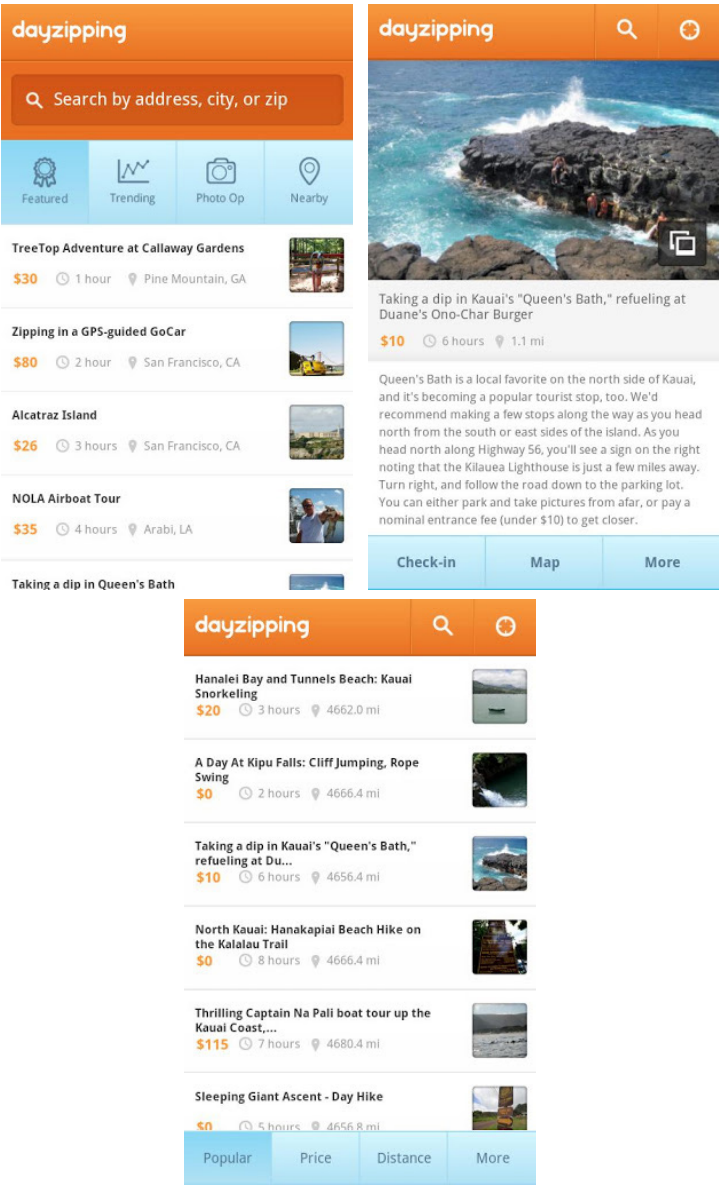 dayzipping
Search by address, city, or zip
Featured
Trending
Photo Op
Nearby
TreeTop Adventure at Callaway Gardens
$30 1 hour Pine Mountain, GA
Zipping in a GPS-guided GoCar
$80 2 hour San Francisco, CA
Alcatraz Island
$26 3 hours San Francisco, CA
NOLA Airboat Tour
$35 4 hours Arabi, LA
Taking a dip in Queen's Bath
dayzipping
Taking a dip in Kauai's "Queen's Bath," refueling at
Duane's Ono-Char Burger
$10 6 hours 1.1 mi
Queen's Bath is a local favorite on the north side of Kauai,
and it's becoming a popular tourist stop, too. We'd
recommend making a few stops along the way as you head
north from the south or east sides of the island. As you
head north along Highway 56, you'll see a sign on the right
noting that the Kilauea Lighthouse is just a few miles away.
Turn right, and follow the road down to the parking lot.
You can either park and take pictures from afar, or pay a
nominal entrance fee (under $10) to get closer.
Check-in
Map
More
dayzipping
Hanalei Bay and Tunnels Beach: Kauai
Snorkeling
$20 3 hours 4662.0 mi
A Day At Kipu Falls: Cliff Jumping, Rope
Swing
$0 2 hours 4666.4 mi
Taking a dip in Kauai's "Queen's Bath,"
refueling at Du...
$10 6 hours 4656.4 mi
North Kauai: Hanakapiai Beach Hike on
the Kalalau Trail
$0 8 hours 4666.4 mi
Thrilling Captain Na Pali boat tour up the
Kauai Coast,...
$115 7 hours 4680.4 mi
Sleeping Giant Ascent - Day Hike
$0 5 hours 4656.8 mi
Popular
Price
Distance
More